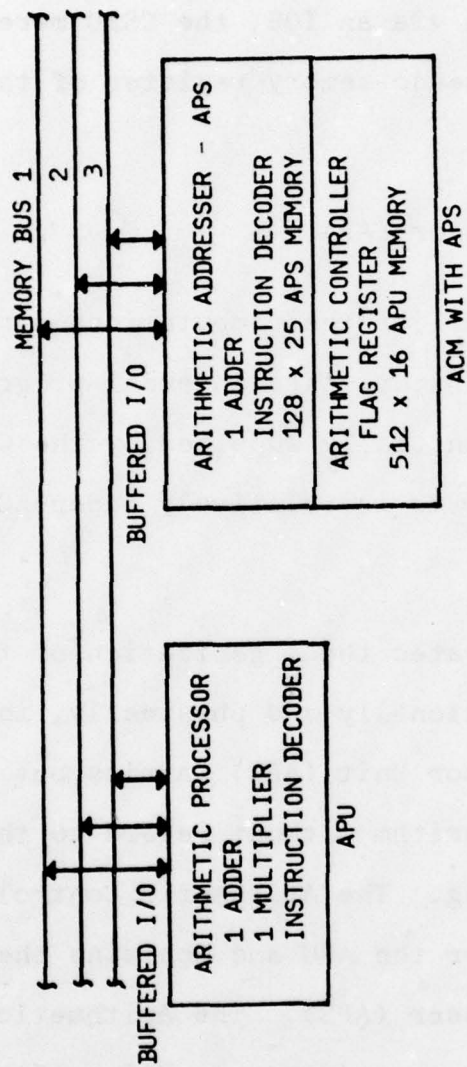 MEMORY BUS 1
2
3
BUFFERED I/O
BUFFERED I/O
ARITHMETIC PROCESSOR
1 ADDER
1 MULTIPLIER
INSTRUCTION DECODER
APU
ARITHMETIC ADDRESSER - APS
1 ADDER
INSTRUCTION DECODER
128 x 25 APS MEMORY
ARITHMETIC CONTROLLER
FLAG REGISTER
512 x 16 APU MEMORY
ACM WITH APS